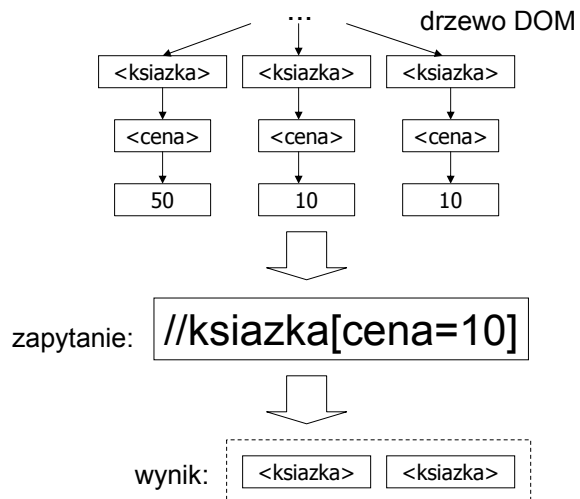 ...
drzewo DOM
<ksiazka> <ksiazka> <ksiazka>
<cena> <cena> <cena>
50 10 10
zapytanie: //ksiazka[cena=10]
wynik: <ksiazka> <ksiazka>